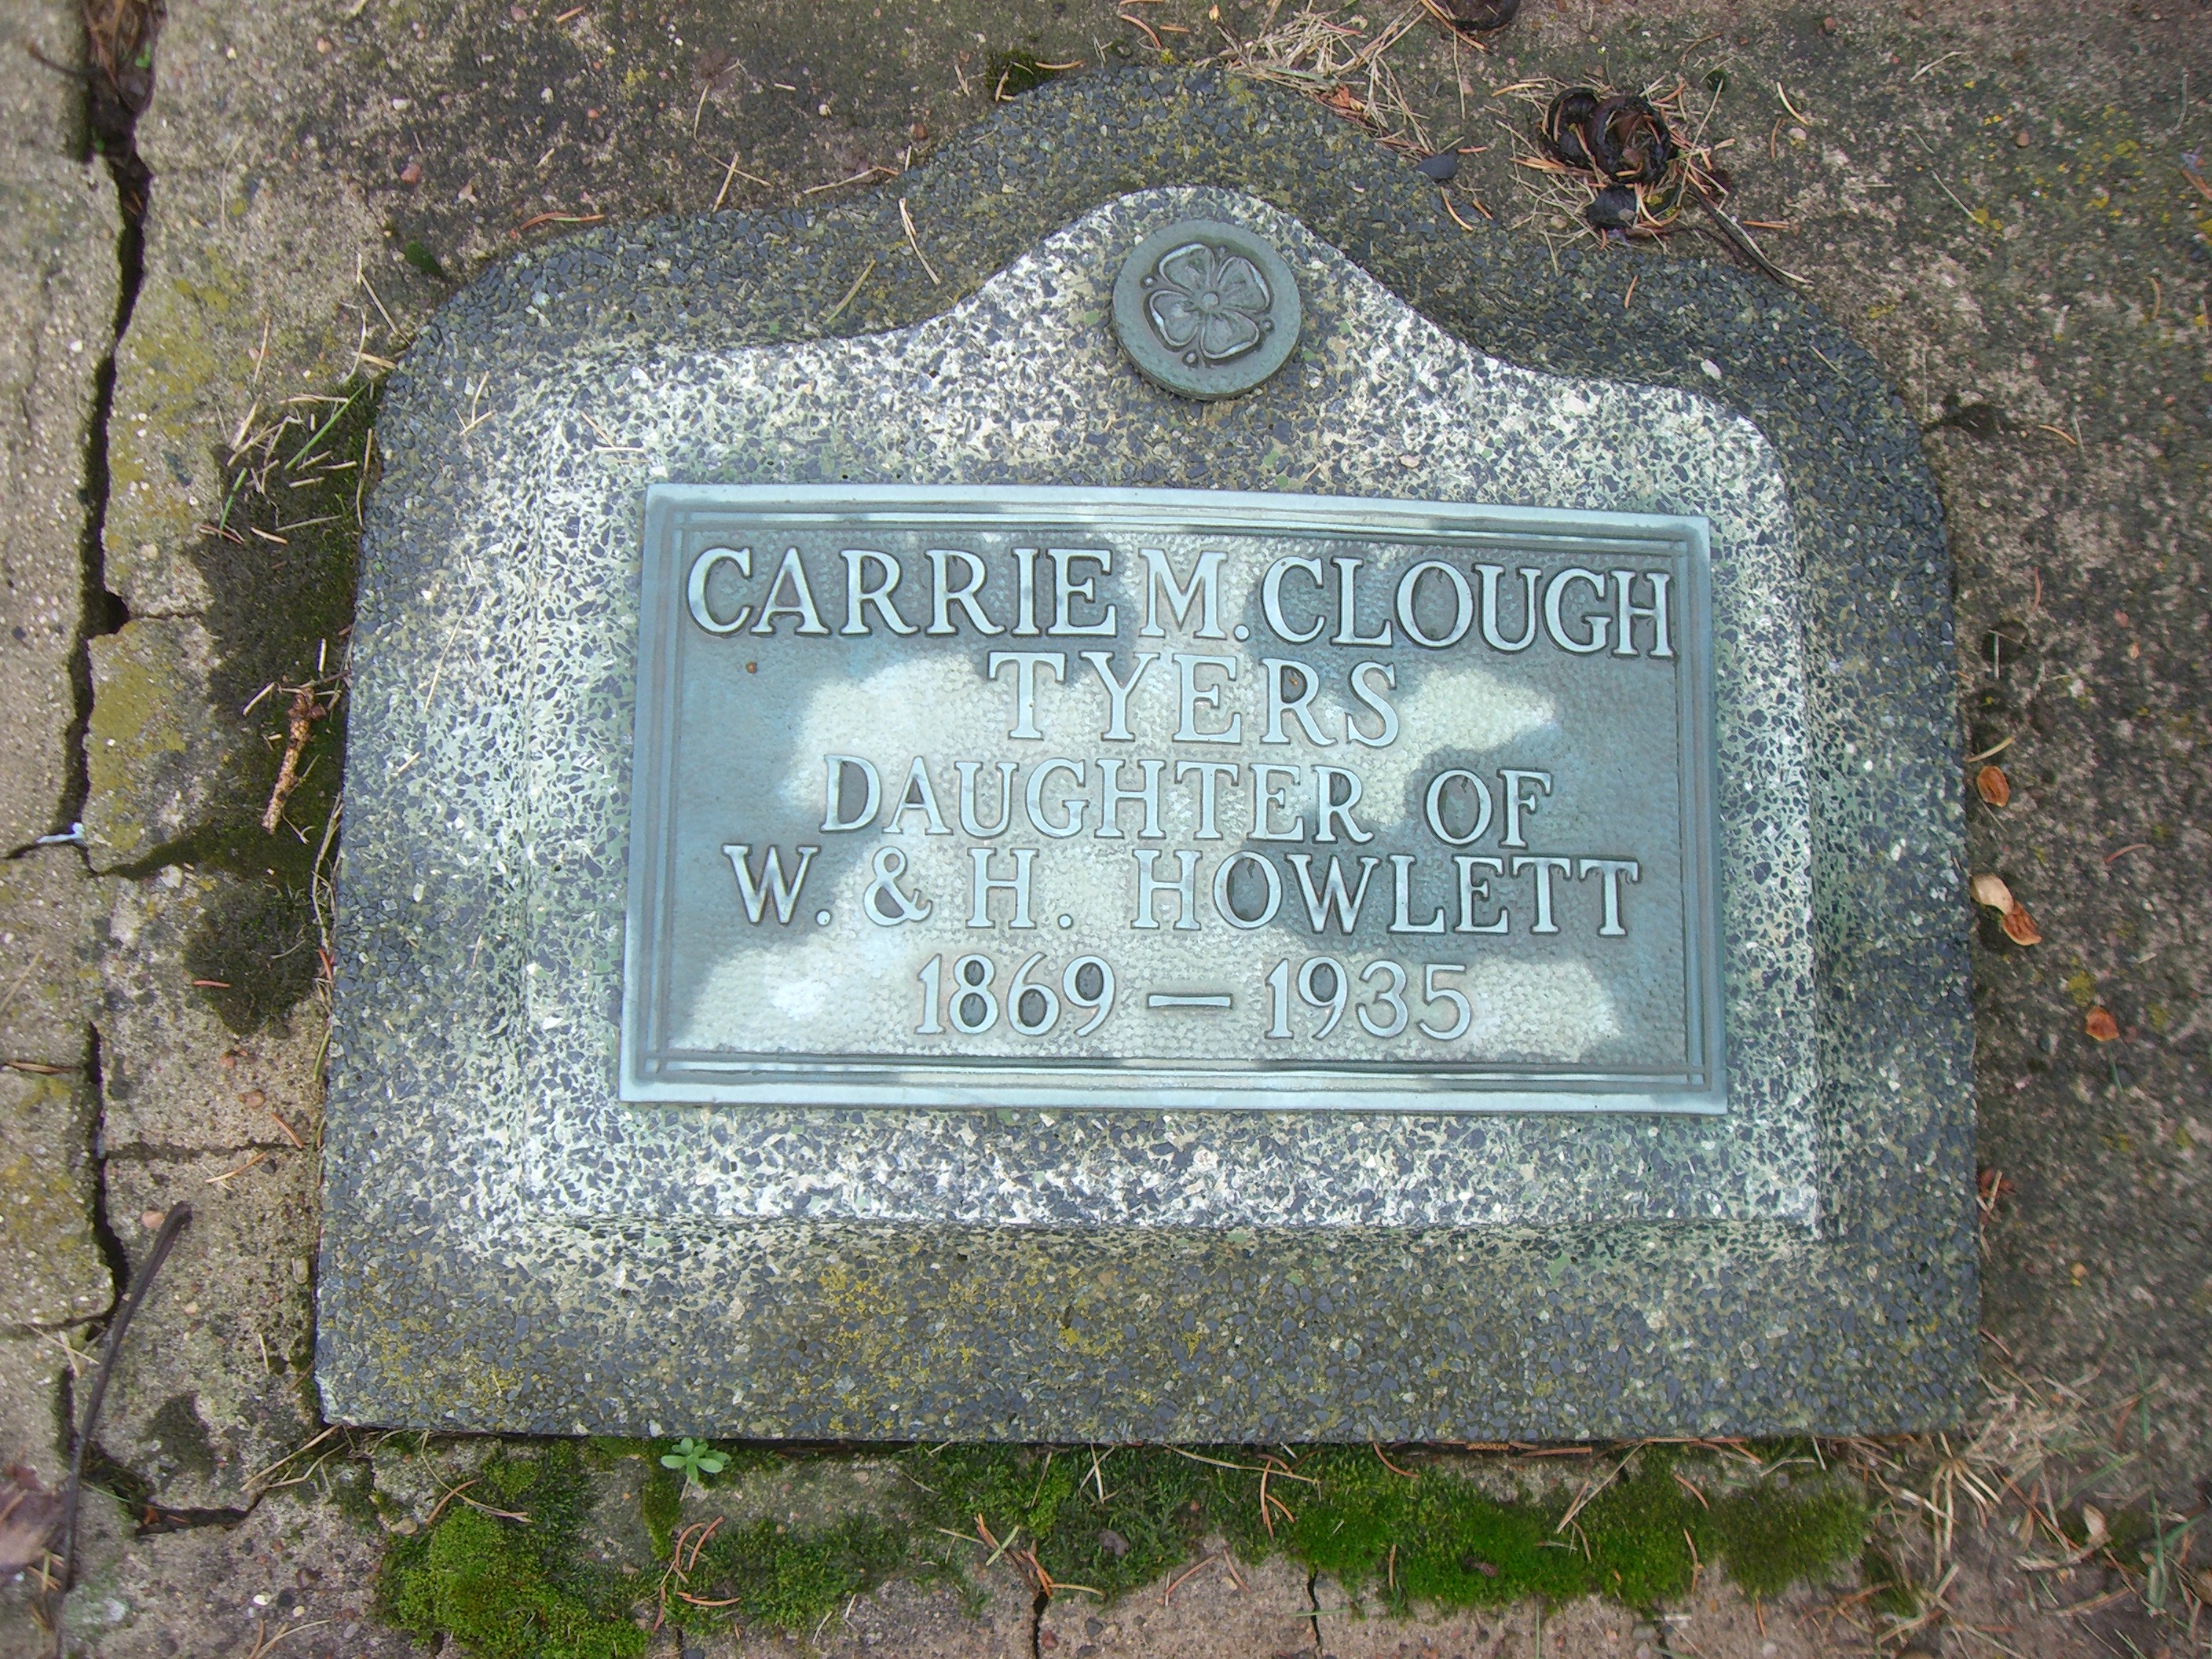 CARRIE M. CLOUGH
TYERS
DAUGHTER OF
W. & H. HOWLETT
1869 — 1935